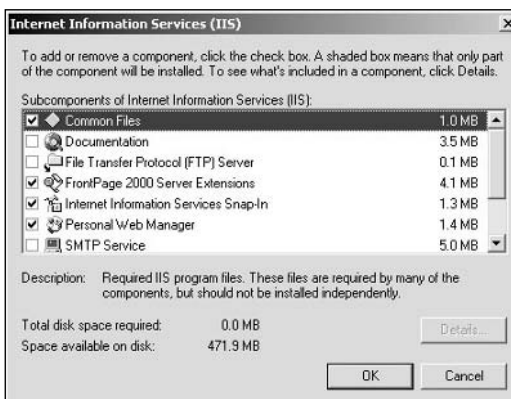 Internet Information Services (IIS)
To add or remove a component, click the check box. A shaded box means that only part
of the component will be installed. To see what's included in a component, click Details.
Subcomponents of Internet Information Services (IIS):
Common Files 1.0 MB
Documentation 3.5 MB
File Transfer Protocol (FTP) Server 0.1 MB
FrontPage 2000 Server Extensions 4.1 MB
Internet Information Services Snap-In 1.3 MB
Personal Web Manager 1.4 MB
SMTP Service 5.0 MB
Description: Required IIS program files. These files are required by many of the
components, but should not be installed independently.
Total disk space required: 0.0 MB
Space available on disk: 471.9 MB
Details...
OK Cancel